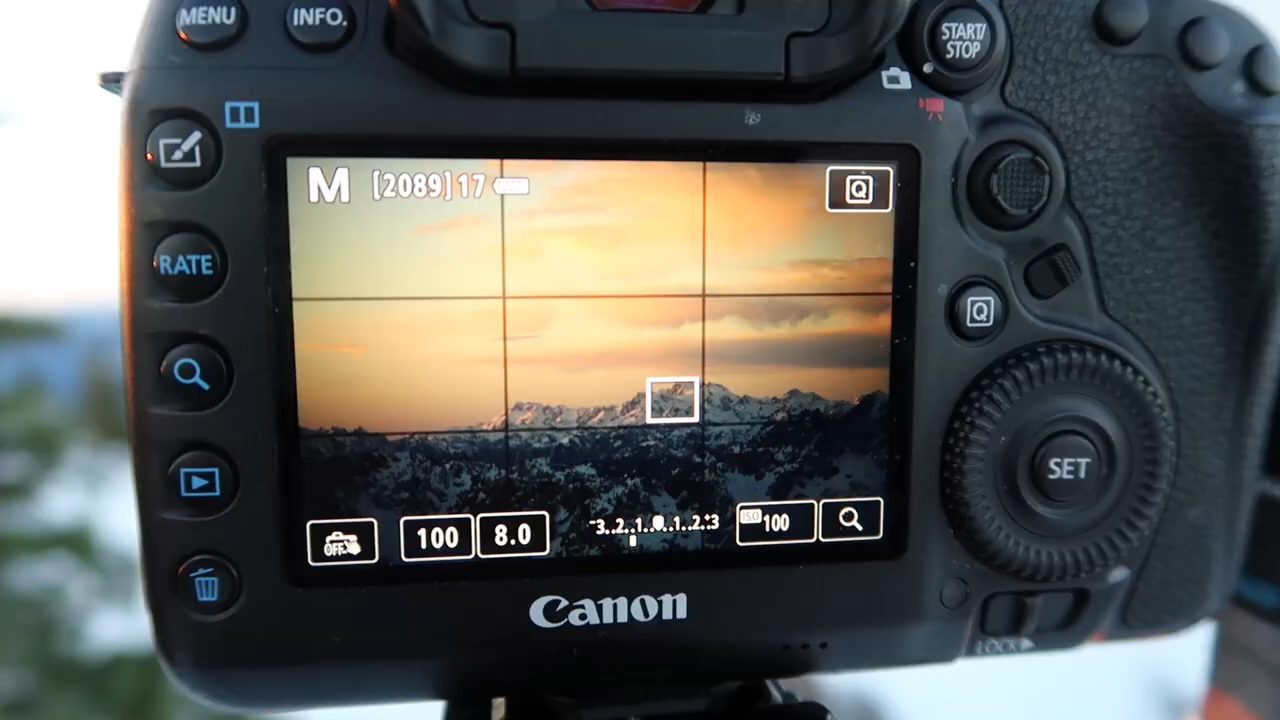 MENU INFO.
START/
STOP
M [2089] 17 Q
RATE
Q
SET
OFF 100 8.0 -3..2..1..0..1..2..+3 ISO 100
Canon
LOCK▶